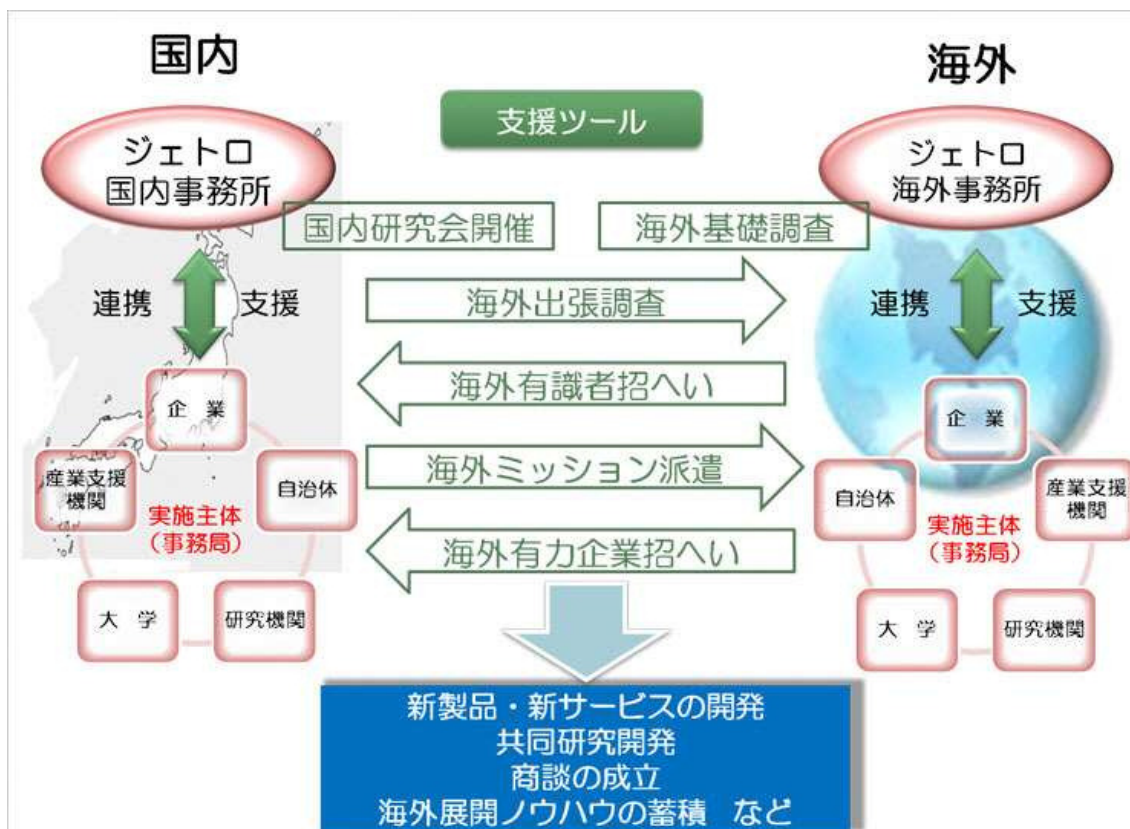 国内
海外
支援ツール
ジェトロ
国内事務所
ジェトロ
海外事務所
国内研究会開催
海外基礎調査
連携
支援
海外出張調査
連携
支援
海外有識者招へい
企 業
企 業
海外ミッション派遣
産業支援
機関
自治体
自治体
産業支援
機関
実施主体
(事務局)
実施主体
(事務局)
海外有力企業招へい
大 学
研究機関
大 学
研究機関
新製品・新サービスの開発
共同研究開発
商談の成立
海外展開ノウハウの蓄積 など